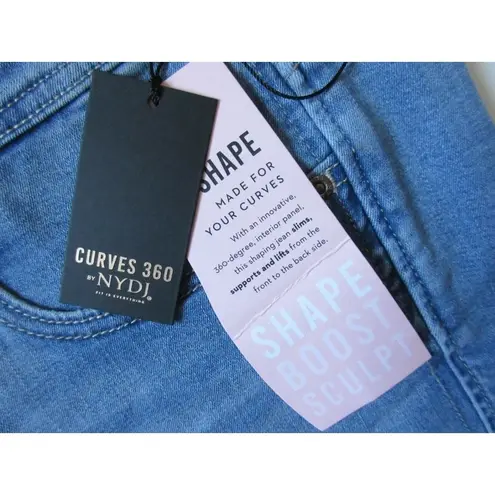 CURVES 360
BY NYDJ®
FIT IS EVERYTHING
SHAPE
MADE FOR
YOUR CURVES
With an innovative,
360-degree, interior panel,
this shaping jean slims,
supports and lifts from the
front to the back side.
SHAPE
BOOST
SCULPT